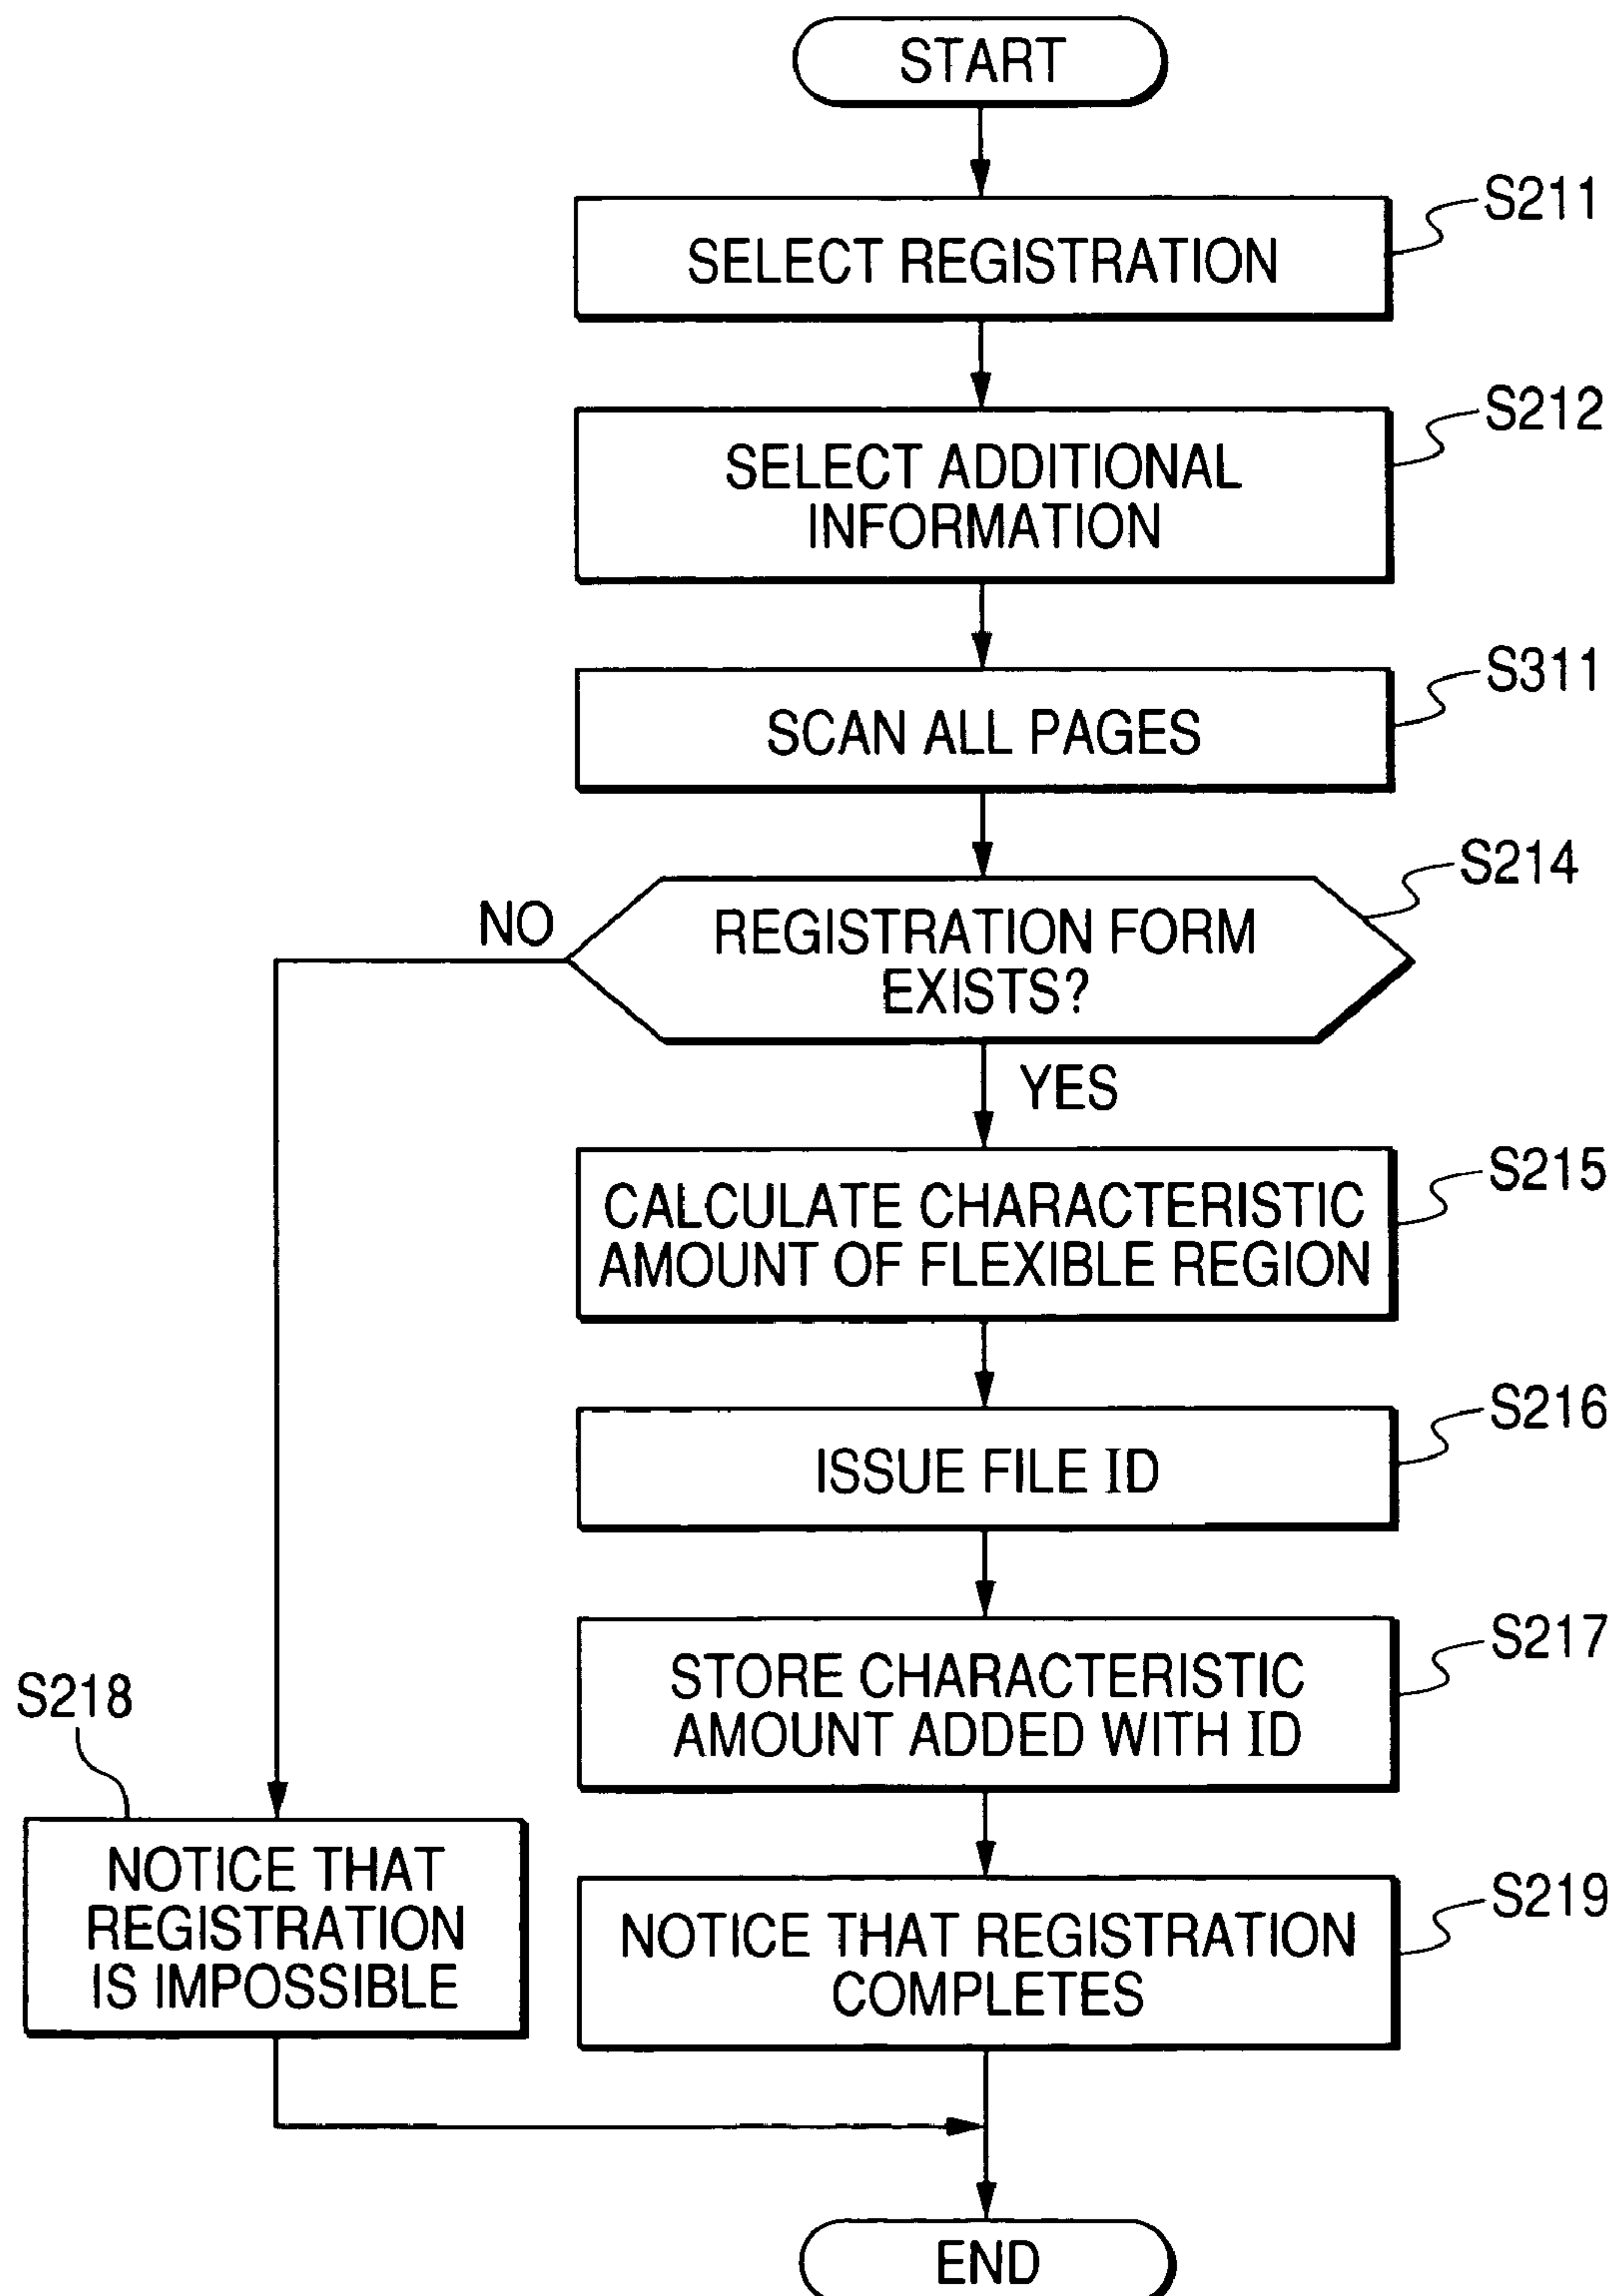 START
S211
SELECT REGISTRATION
S212
SELECT ADDITIONAL
INFORMATION
S311
SCAN ALL PAGES
S214
NO
REGISTRATION FORM
EXISTS?
YES
S215
CALCULATE CHARACTERISTIC
AMOUNT OF FLEXIBLE REGION
S216
ISSUE FILE ID
S217
STORE CHARACTERISTIC
AMOUNT ADDED WITH ID
S218
NOTICE THAT
REGISTRATION
IS IMPOSSIBLE
S219
NOTICE THAT REGISTRATION
COMPLETES
END